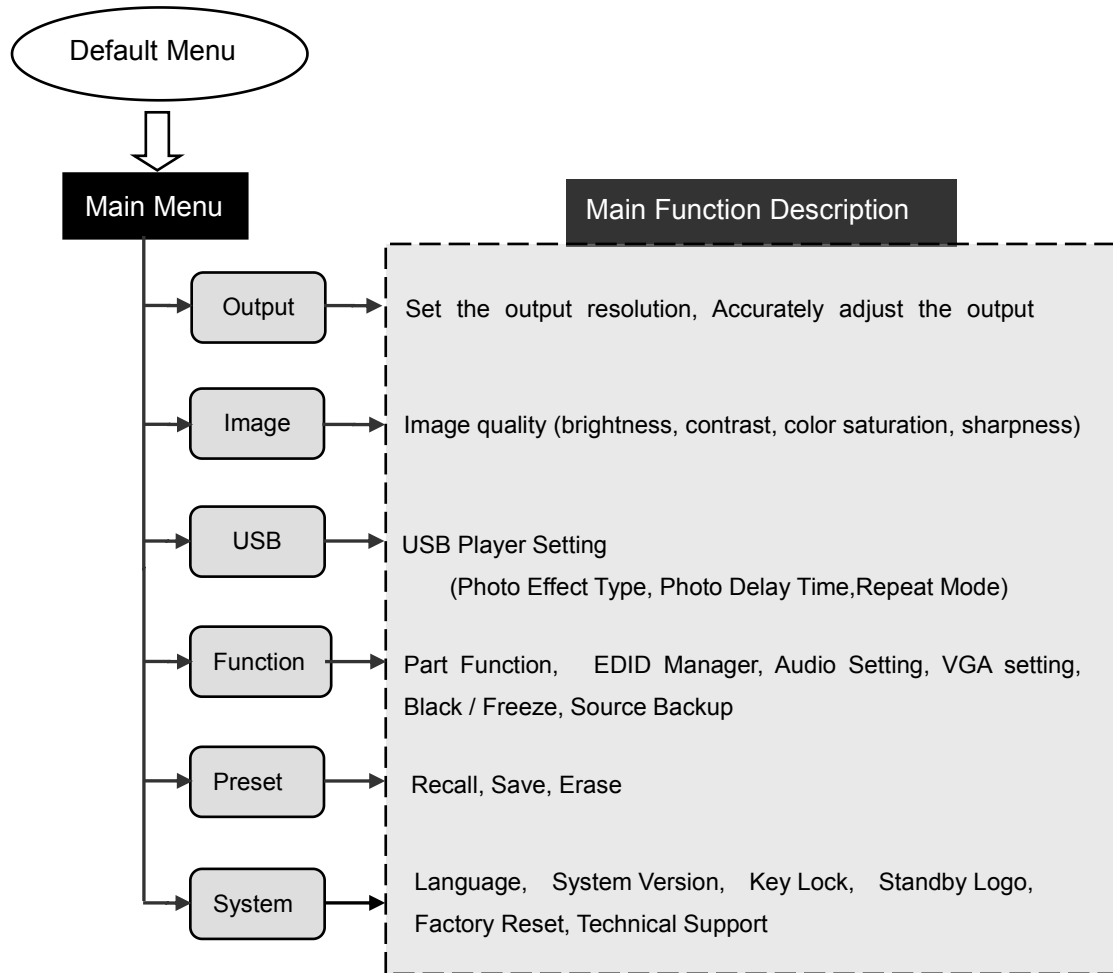 Default Menu
Main Menu
Main Function Description
Output
Set the output resolution, Accurately adjust the output
Image
Image quality (brightness, contrast, color saturation, sharpness)
USB
USB Player Setting
(Photo Effect Type, Photo Delay Time,Repeat Mode)
Function
Part Function, EDID Manager, Audio Setting, VGA setting,
Black / Freeze, Source Backup
Preset
Recall, Save, Erase
System
Language, System Version, Key Lock, Standby Logo,
Factory Reset, Technical Support